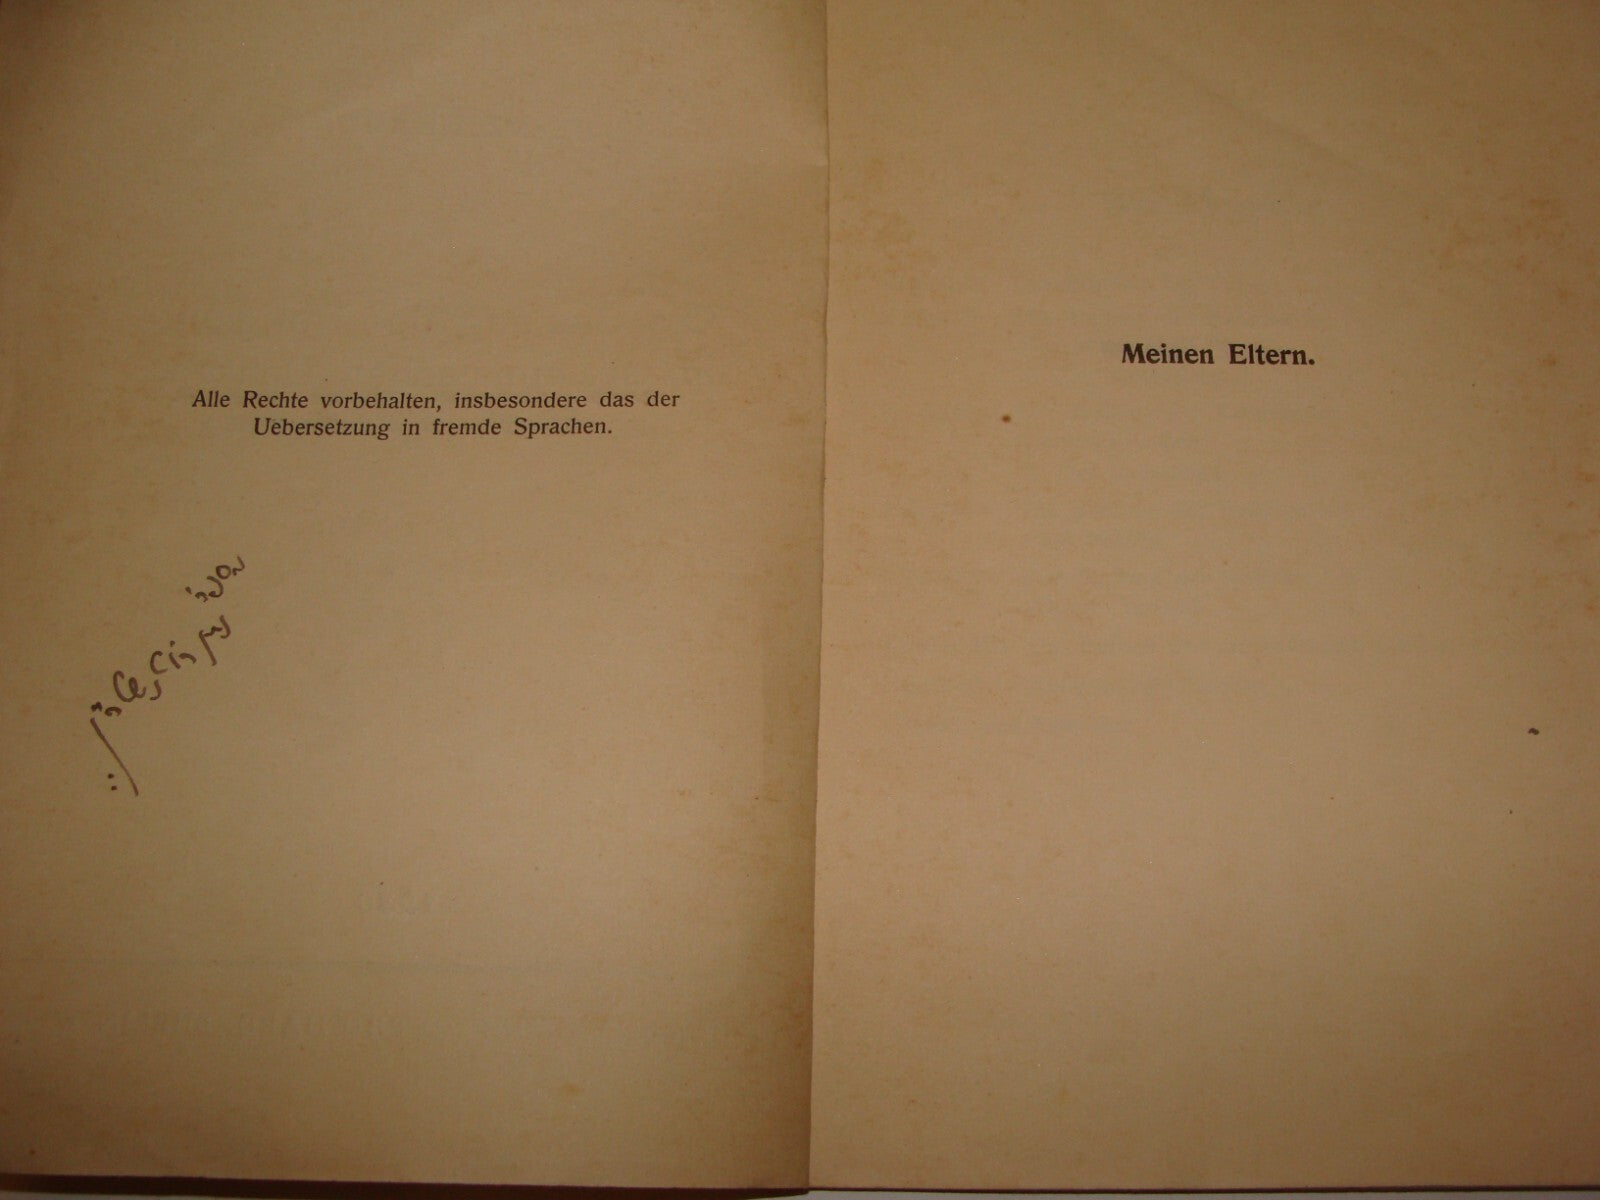 Alle Rechte vorbehalten, insbesondere das der
Uebersetzung in fremde Sprachen.
Meinen Eltern.